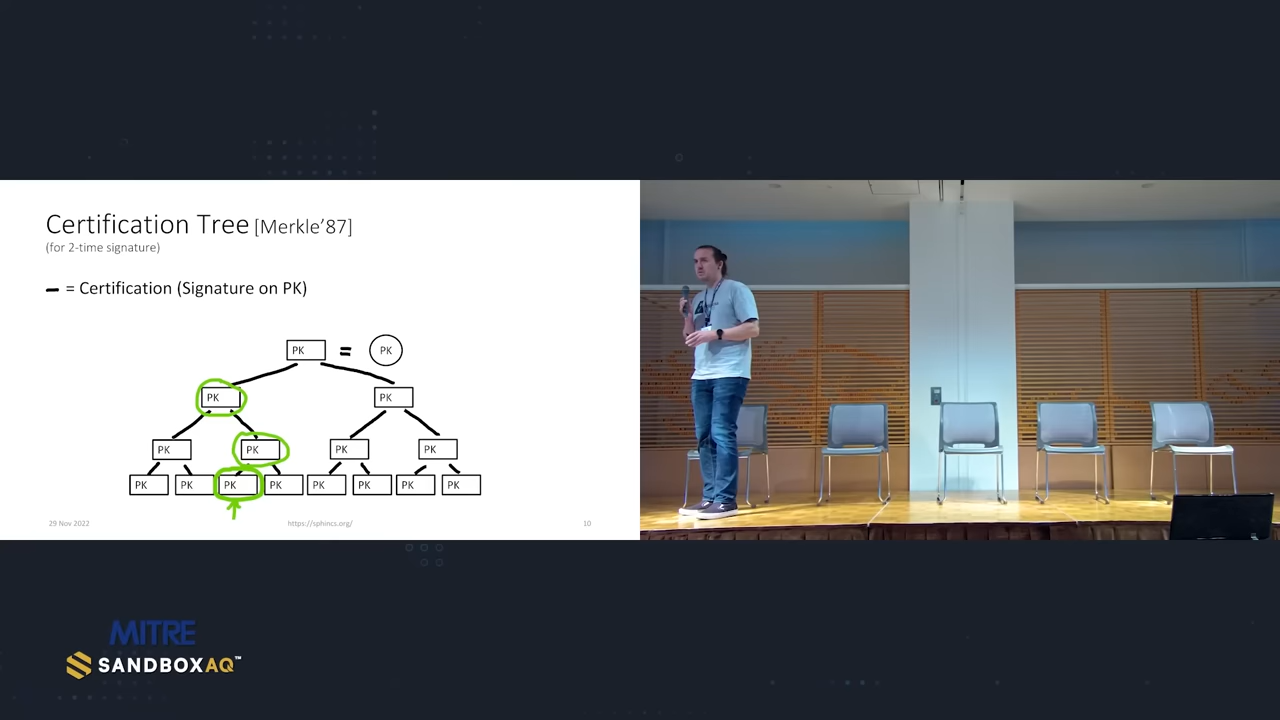 Certification Tree [Merkle'87]
(for 2-time signature)
= Certification (Signature on PK)
PK = PK
PK PK
PK PK PK PK
PK PK PK PK PK PK PK PK
29 Nov 2022 https://sphincs.org/ 10
MITRE
SANDBOXAQ™